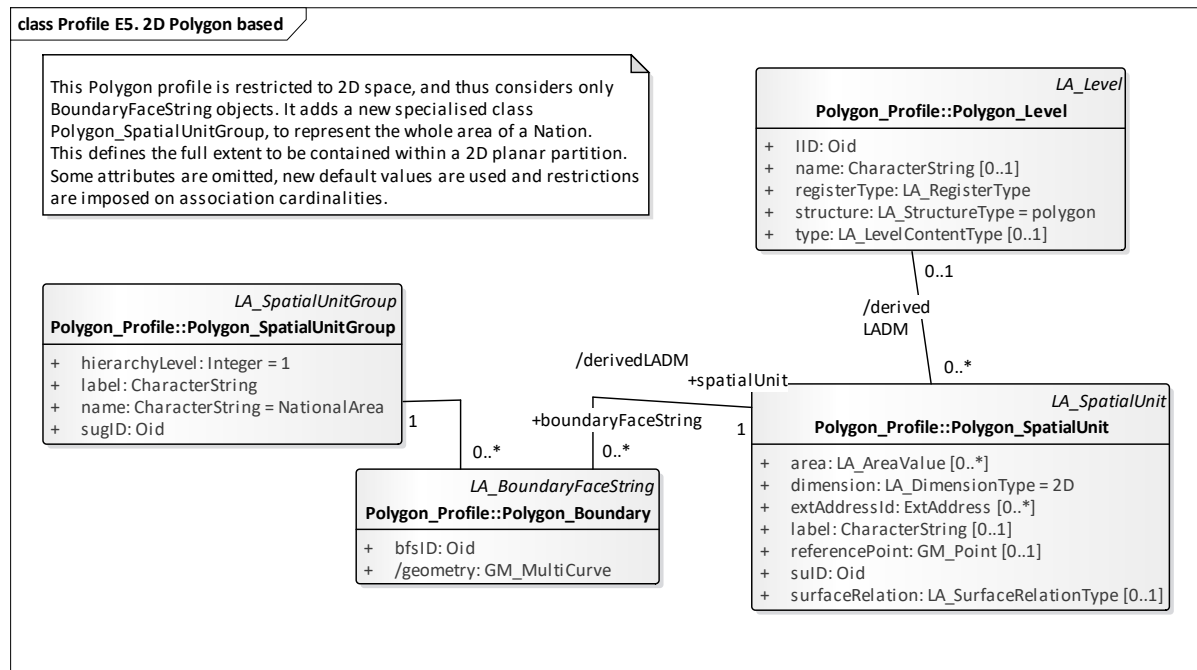 class Profile E5. 2D Polygon based
This Polygon profile is restricted to 2D space, and thus considers only
BoundaryFaceString objects. It adds a new specialised class
Polygon_SpatialUnitGroup, to represent the whole area of a Nation.
This defines the full extent to be contained within a 2D planar partition.
Some attributes are omitted, new default values are used and restrictions
are imposed on association cardinalities.
LA_Level
Polygon_Profile::Polygon_Level
+ lID: Oid
+ name: CharacterString [0..1]
+ registerType: LA_RegisterType
+ structure: LA_StructureType = polygon
+ type: LA_LevelContentType [0..1]
0..1
/derived
LADM
0..*
LA_SpatialUnitGroup
Polygon_Profile::Polygon_SpatialUnitGroup
+ hierarchyLevel: Integer = 1
+ label: CharacterString
+ name: CharacterString = NationalArea
+ sugID: Oid
1
0..*
/derivedLADM
+spatialUnit
+boundaryFaceString
1
0..*
LA_BoundaryFaceString
Polygon_Profile::Polygon_Boundary
+ bfsID: Oid
+ /geometry: GM_MultiCurve
LA_SpatialUnit
Polygon_Profile::Polygon_SpatialUnit
+ area: LA_AreaValue [0..*]
+ dimension: LA_DimensionType = 2D
+ extAddressId: ExtAddress [0..*]
+ label: CharacterString [0..1]
+ referencePoint: GM_Point [0..1]
+ suID: Oid
+ surfaceRelation: LA_SurfaceRelationType [0..1]